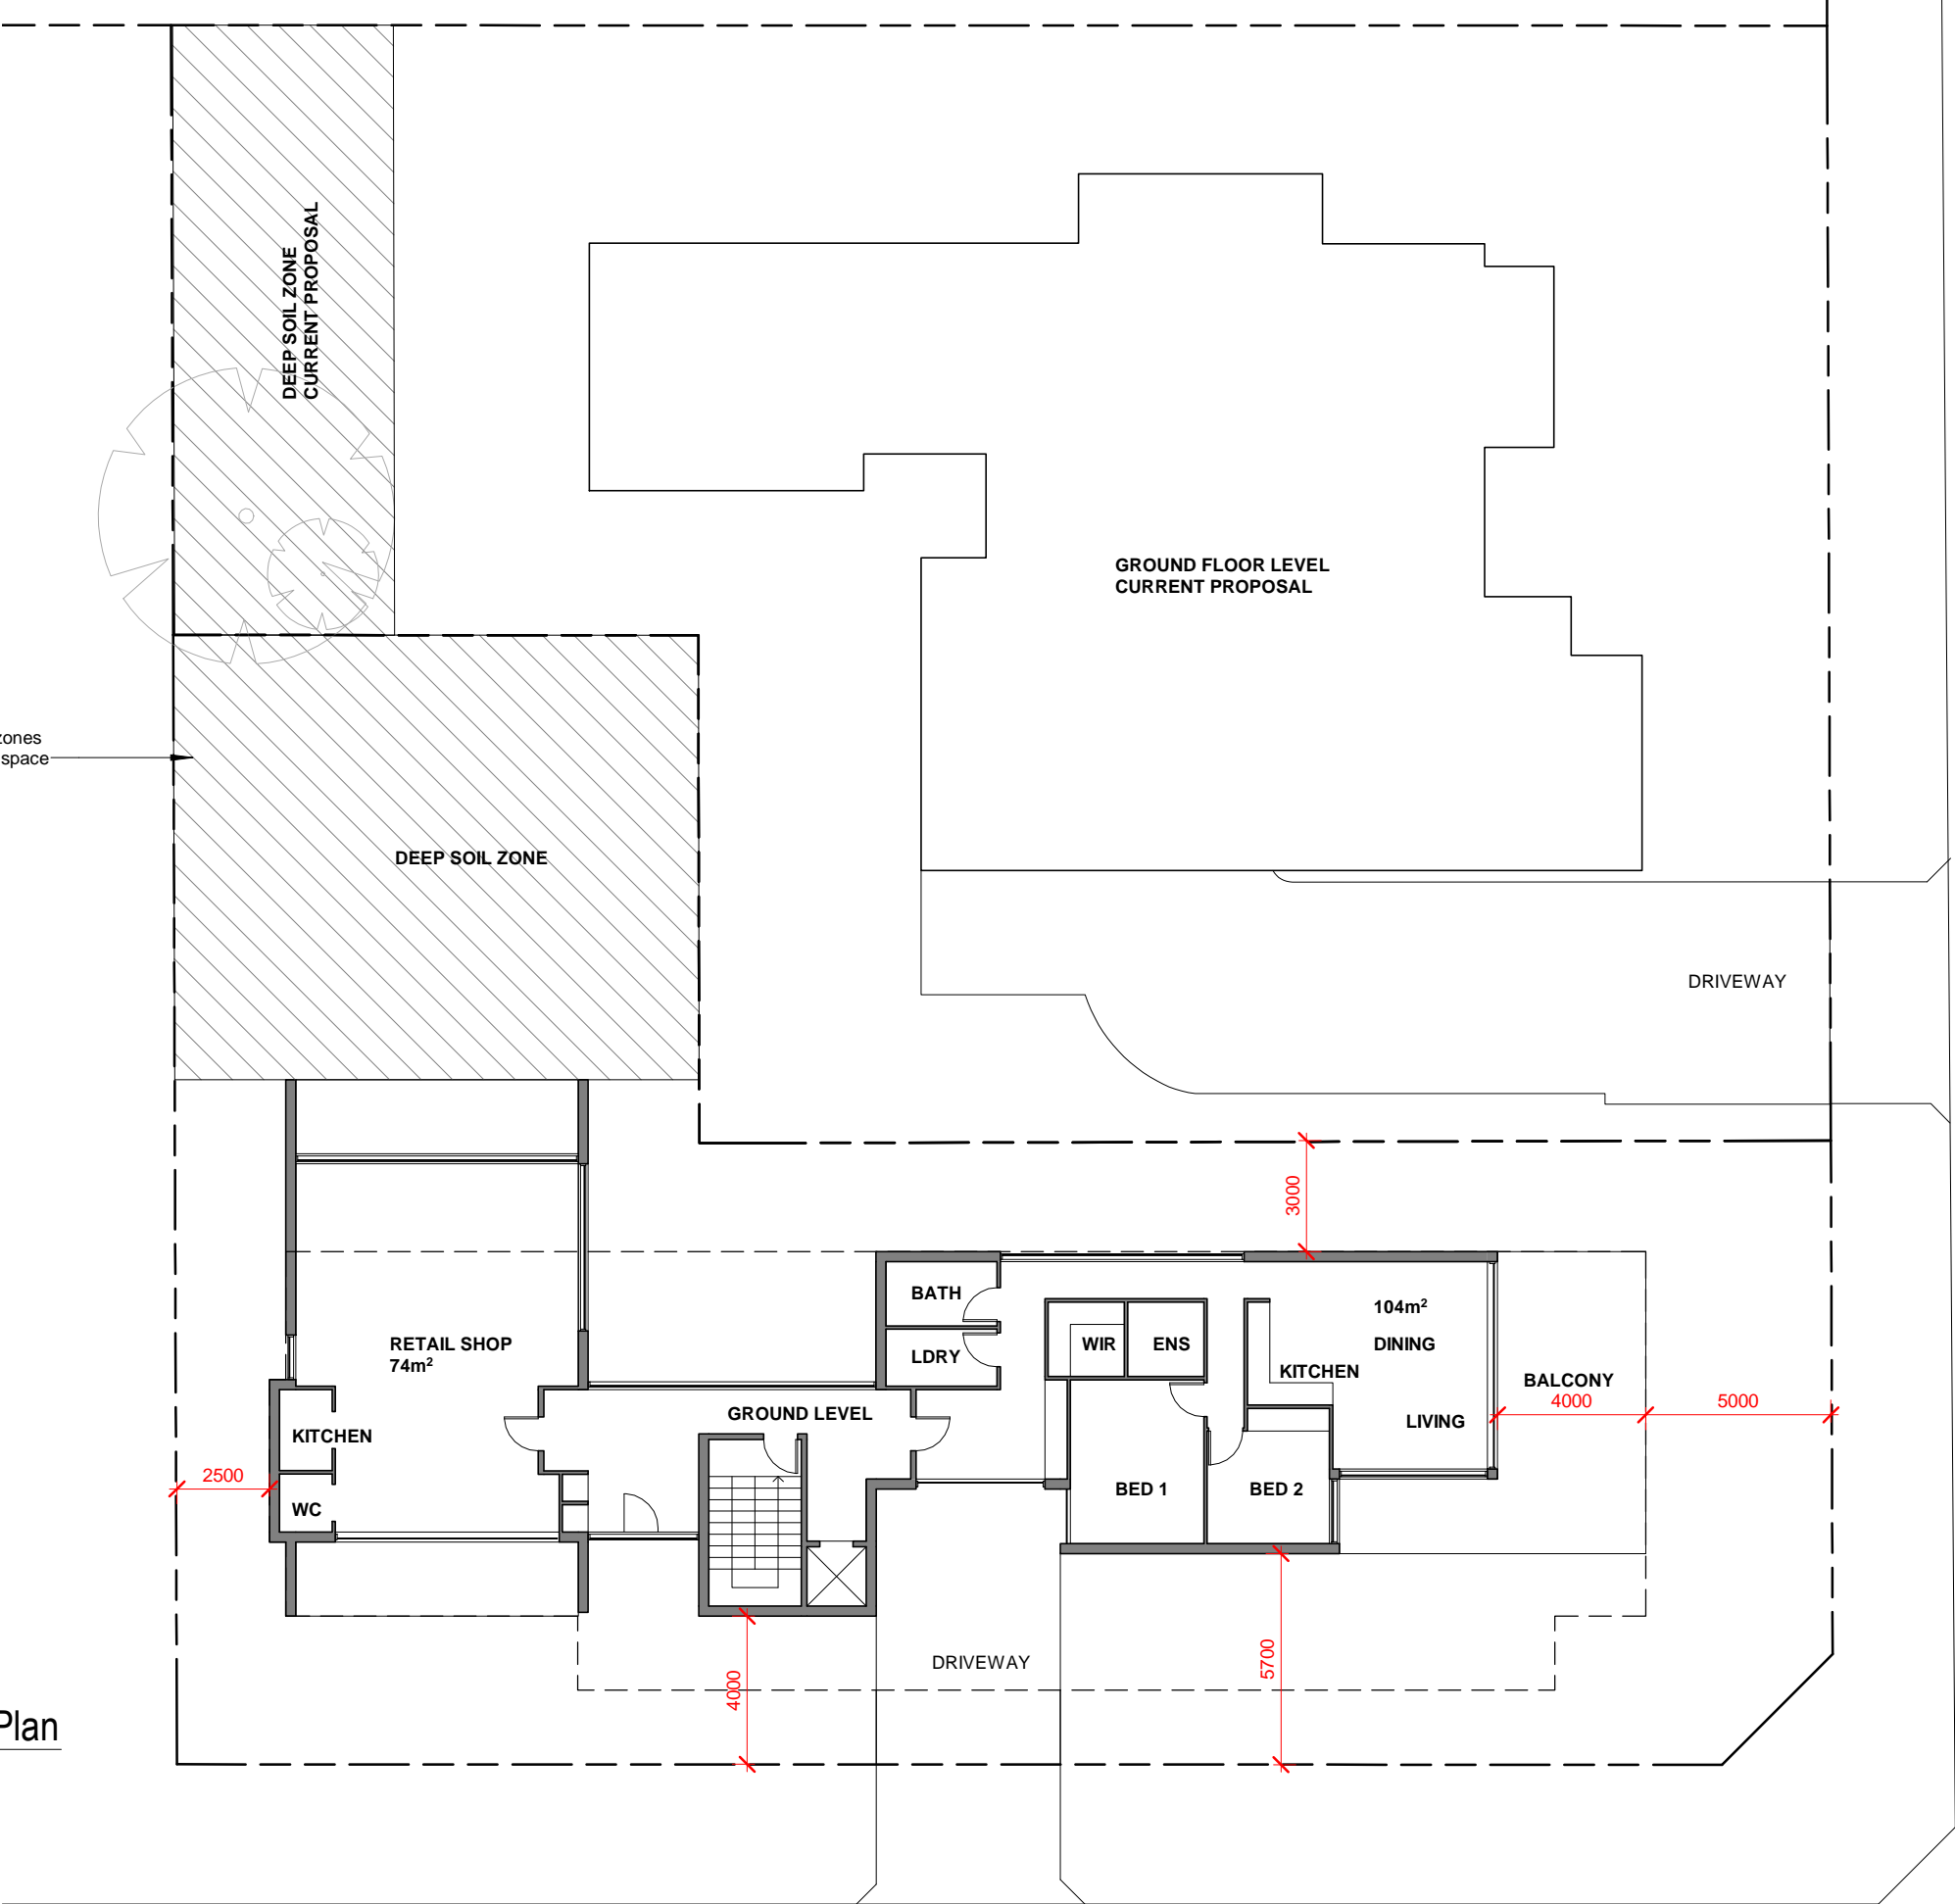 DEEP SOIL ZONE
CURRENT PROPOSAL
GROUND FLOOR LEVEL
CURRENT PROPOSAL
zones
space
DEEP SOIL ZONE
DRIVEWAY
3000
BATH
LDRY
WIR
ENS
104m²
DINING
KITCHEN
LIVING
BALCONY
4000
5000
RETAIL SHOP
74m²
GROUND LEVEL
KITCHEN
2500
WC
BED 1
BED 2
4000
DRIVEWAY
5700
Plan